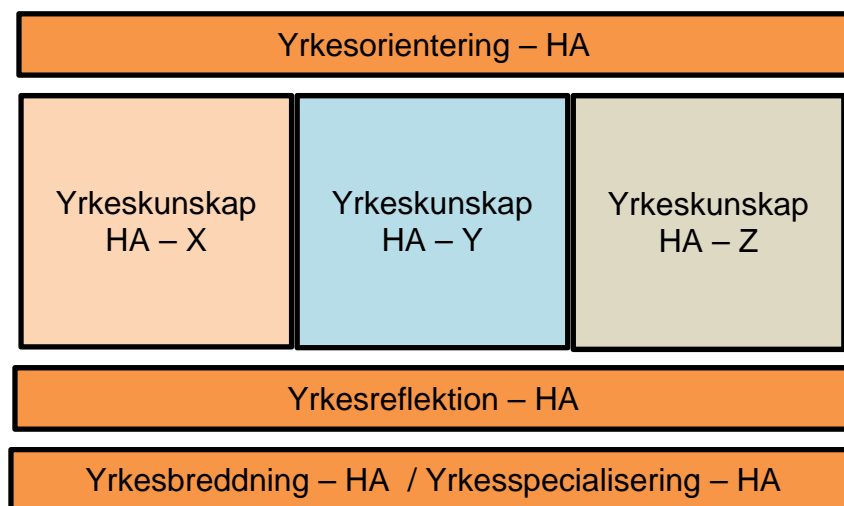 Yrkesorientering – HA
Yrkeskunskap
HA – X
Yrkeskunskap
HA – Y
Yrkeskunskap
HA – Z
Yrkesreflektion – HA
Yrkesbreddning – HA / Yrkesspecialisering – HA